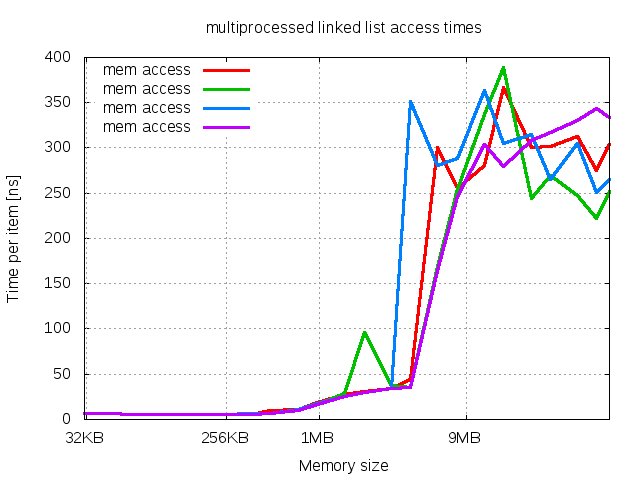 multiprocessed linked list access times
400
350
300
250
200
150
100
50
0
Time per item [ns]
mem access
mem access
mem access
mem access
32KB 256KB 1MB 9MB
Memory size